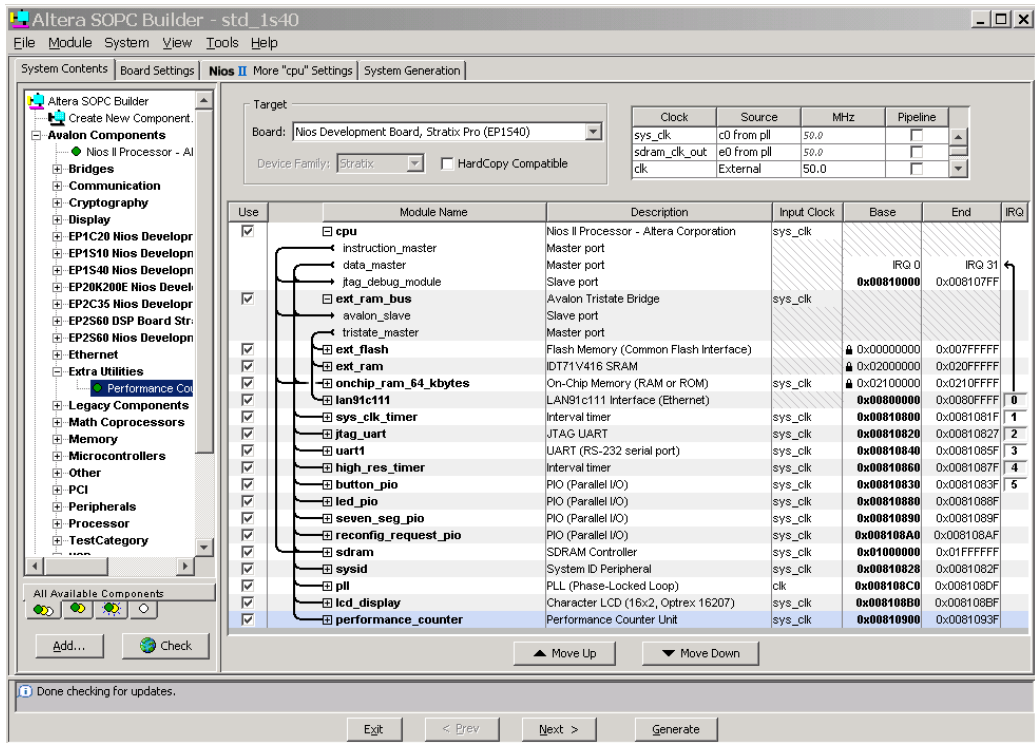 Altera SOPC Builder - std_1s40
File Module System View Tools Help
System Contents Board Settings Nios II More "cpu" Settings System Generation
Altera SOPC Builder
Create New Component.
Avalon Components
Nios II Processor - Al
Bridges
Communication
Cryptography
Display
EP1C20 Nios Developr
EP1S10 Nios Developn
EP1S40 Nios Developn
EP20K200E Nios Devel
EP2C35 Nios Developr
EP2S60 DSP Board Str
EP2S60 Nios Developn
Ethernet
Extra Utilities
Performance Cou
Legacy Components
Math Coprocessors
Memory
Microcontrollers
Other
PCI
Peripherals
Processor
TestCategory
All Available Components
Add... Check
Target
Board: Nios Development Board, Stratix Pro (EP1S40)
Device Family: Stratix HardCopy Compatible
Clock Source MHz Pipeline
sys_clk c0 from pll 50.0
sdram_clk_out e0 from pll 50.0
clk External 50.0
Use Module Name Description Input Clock Base End IRQ
cpu Nios II Processor - Altera Corporation sys_clk
instruction_master Master port
data_master Master port IRQ 0 IRQ 31
jtag_debug_module Slave port 0x00810000 0x008107FF
ext_ram_bus Avalon Tristate Bridge sys_clk
avalon_slave Slave port
tristate_master Master port
ext_flash Flash Memory (Common Flash Interface) 0x00000000 0x007FFFFF
ext_ram IDT71V416 SRAM 0x02000000 0x020FFFFF
onchip_ram_64_kbytes On-Chip Memory (RAM or ROM) sys_clk 0x02100000 0x0210FFFF
lan91c111 LAN91c111 Interface (Ethernet) 0x00800000 0x0080FFFF 0
sys_clk_timer Interval timer sys_clk 0x00810800 0x0081081F 1
jtag_uart JTAG UART sys_clk 0x00810820 0x00810827 2
uart1 UART (RS-232 serial port) sys_clk 0x00810840 0x0081085F 3
high_res_timer Interval timer sys_clk 0x00810860 0x0081087F 4
button_pio PIO (Parallel I/O) sys_clk 0x00810830 0x0081083F 5
led_pio PIO (Parallel I/O) sys_clk 0x00810880 0x0081088F
seven_seg_pio PIO (Parallel I/O) sys_clk 0x00810890 0x0081089F
reconfig_request_pio PIO (Parallel I/O) sys_clk 0x008108A0 0x008108AF
sdram SDRAM Controller sys_clk 0x01000000 0x01FFFFFF
sysid System ID Peripheral sys_clk 0x00810828 0x0081082F
pll PLL (Phase-Locked Loop) clk 0x008108C0 0x008108DF
lcd_display Character LCD (16x2, Optrex 16207) sys_clk 0x008108B0 0x008108BF
performance_counter Performance Counter Unit sys_clk 0x00810900 0x0081093F
Move Up Move Down
Done checking for updates.
Exit < Prev Next > Generate